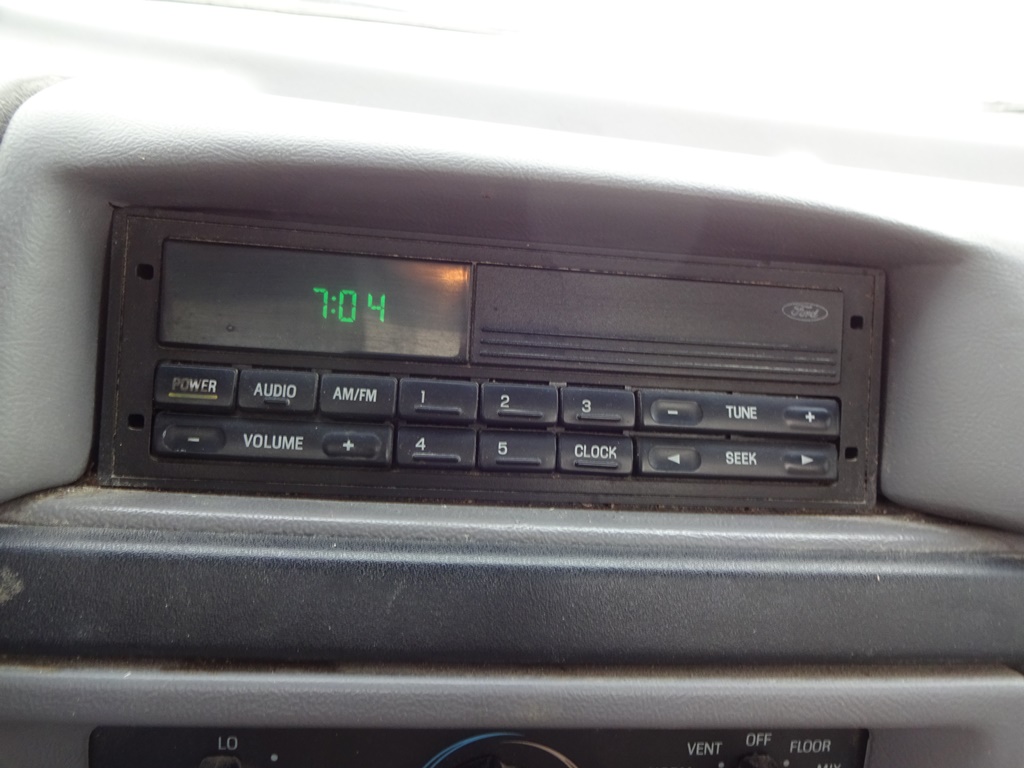 7:04
Ford
POWER AUDIO AM/FM 1 2 3 - TUNE +
- VOLUME + 4 5 CLOCK ◄ SEEK ►
LO VENT OFF FLOOR